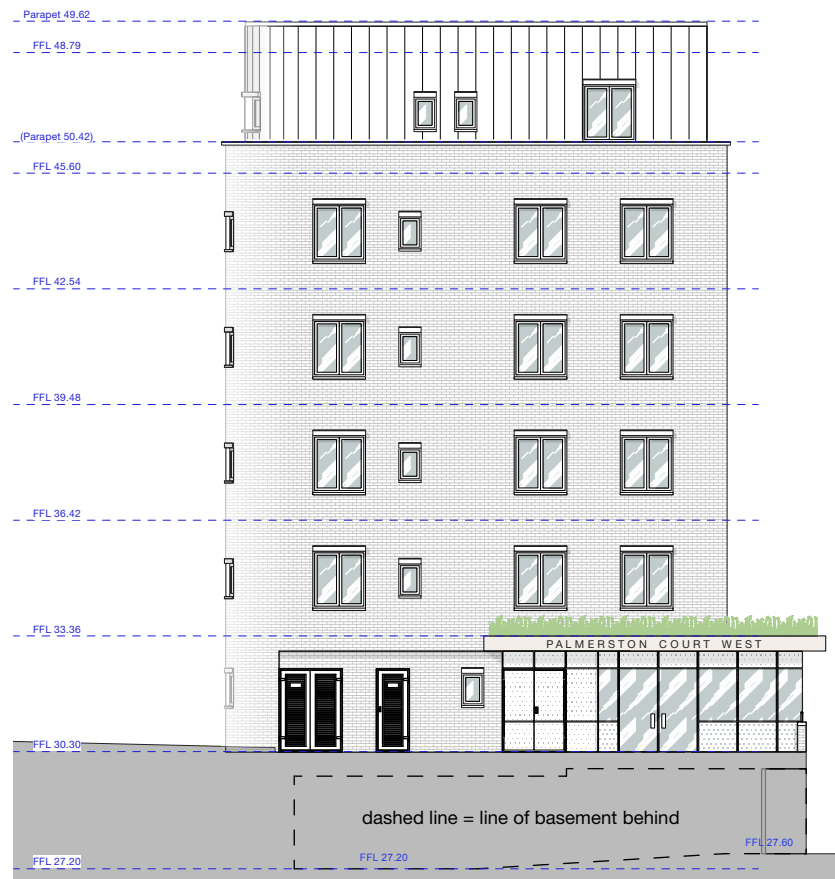 Parapet 49.62
FFL 48.79
(Parapet 50.42)
FFL 45.60
FFL 42.54
FFL 39.48
FFL 36.42
FFL 33.36
PALMERSTON COURT WEST
FFL 30.30
dashed line = line of basement behind
FFL 27.60
FFL 27.20
FFL 27.20